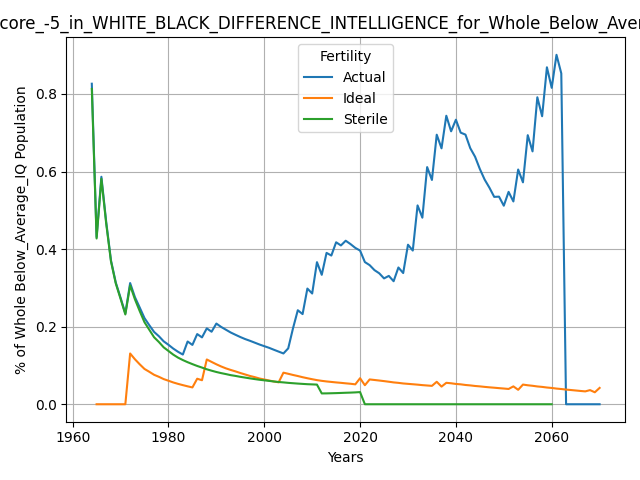 core_-5_in_WHITE_BLACK_DIFFERENCE_INTELLIGENCE_for_Whole_Below_Aver
Fertility
Actual
Ideal
Sterile
% of Whole Below_Average_IQ Population
0.8
0.6
0.4
0.2
0.0
1960 1980 2000 2020 2040 2060
Years